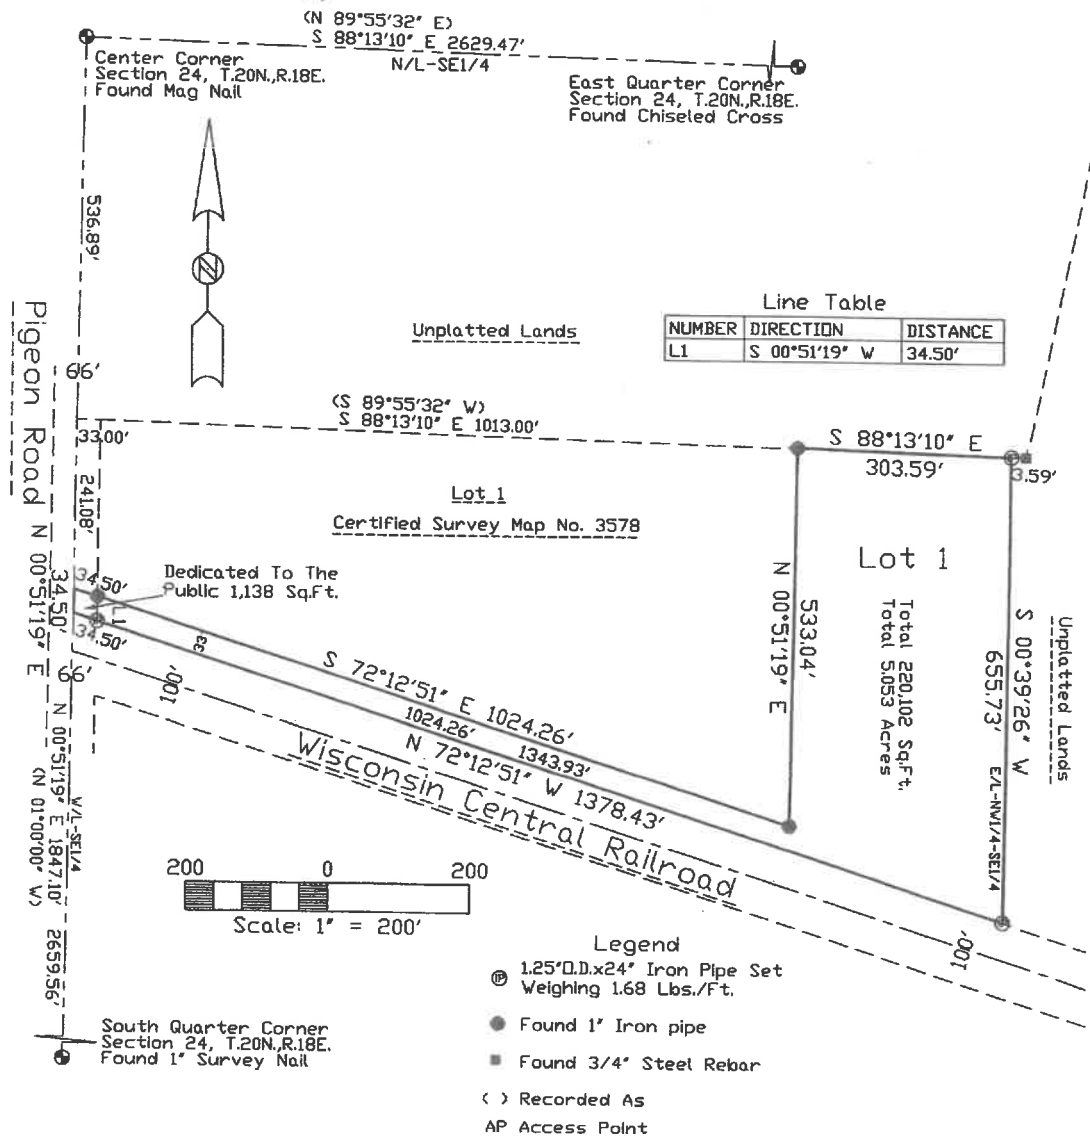 (N 89°55'32" E)
S 88°13'10" E 2629.47'
N/L-SE1/4
Center Corner
Section 24, T.20N.,R.18E.
Found Mag Nail
East Quarter Corner
Section 24, T.20N.,R.18E.
Found Chiseled Cross
536.89'
Line Table
NUMBER DIRECTION DISTANCE
L1 S 00°51'19" W 34.50'
Unplatted Lands
66'
Pigeon Road
(S 89°55'32" W)
S 88°13'10" E 1013.00'
33.00'
S 88°13'10" E
303.59'
3.59'
241.08'
Lot 1
Certified Survey Map No. 3578
Lot 1
Total 220,102 Sq.Ft.
Total 5.053 Acres
N 00°51'19" E
533.04'
S 00°39'26" W
655.73'
E/L-NW1/4-SE1/4
Unplatted Lands
Dedicated To The
Public 1,138 Sq.Ft.
34.50'
L1
34.50'
34.50'
N 00°51'19" E
66'
33
100'
S 72°12'51" E 1024.26'
1024.26'
1343.93'
N 72°12'51" W 1378.43'
Wisconsin Central Railroad
100'
W/L-SE1/4
N 00°51'19" E 1847.10'
(N 01°00'00" W)
2659.56'
200 0 200
Scale: 1" = 200'
Legend
IP 1.25"O.D.x24" Iron Pipe Set
Weighing 1.68 Lbs./Ft.
Found 1" Iron pipe
Found 3/4" Steel Rebar
( ) Recorded As
AP Access Point
South Quarter Corner
Section 24, T.20N.,R.18E.
Found 1" Survey Nail